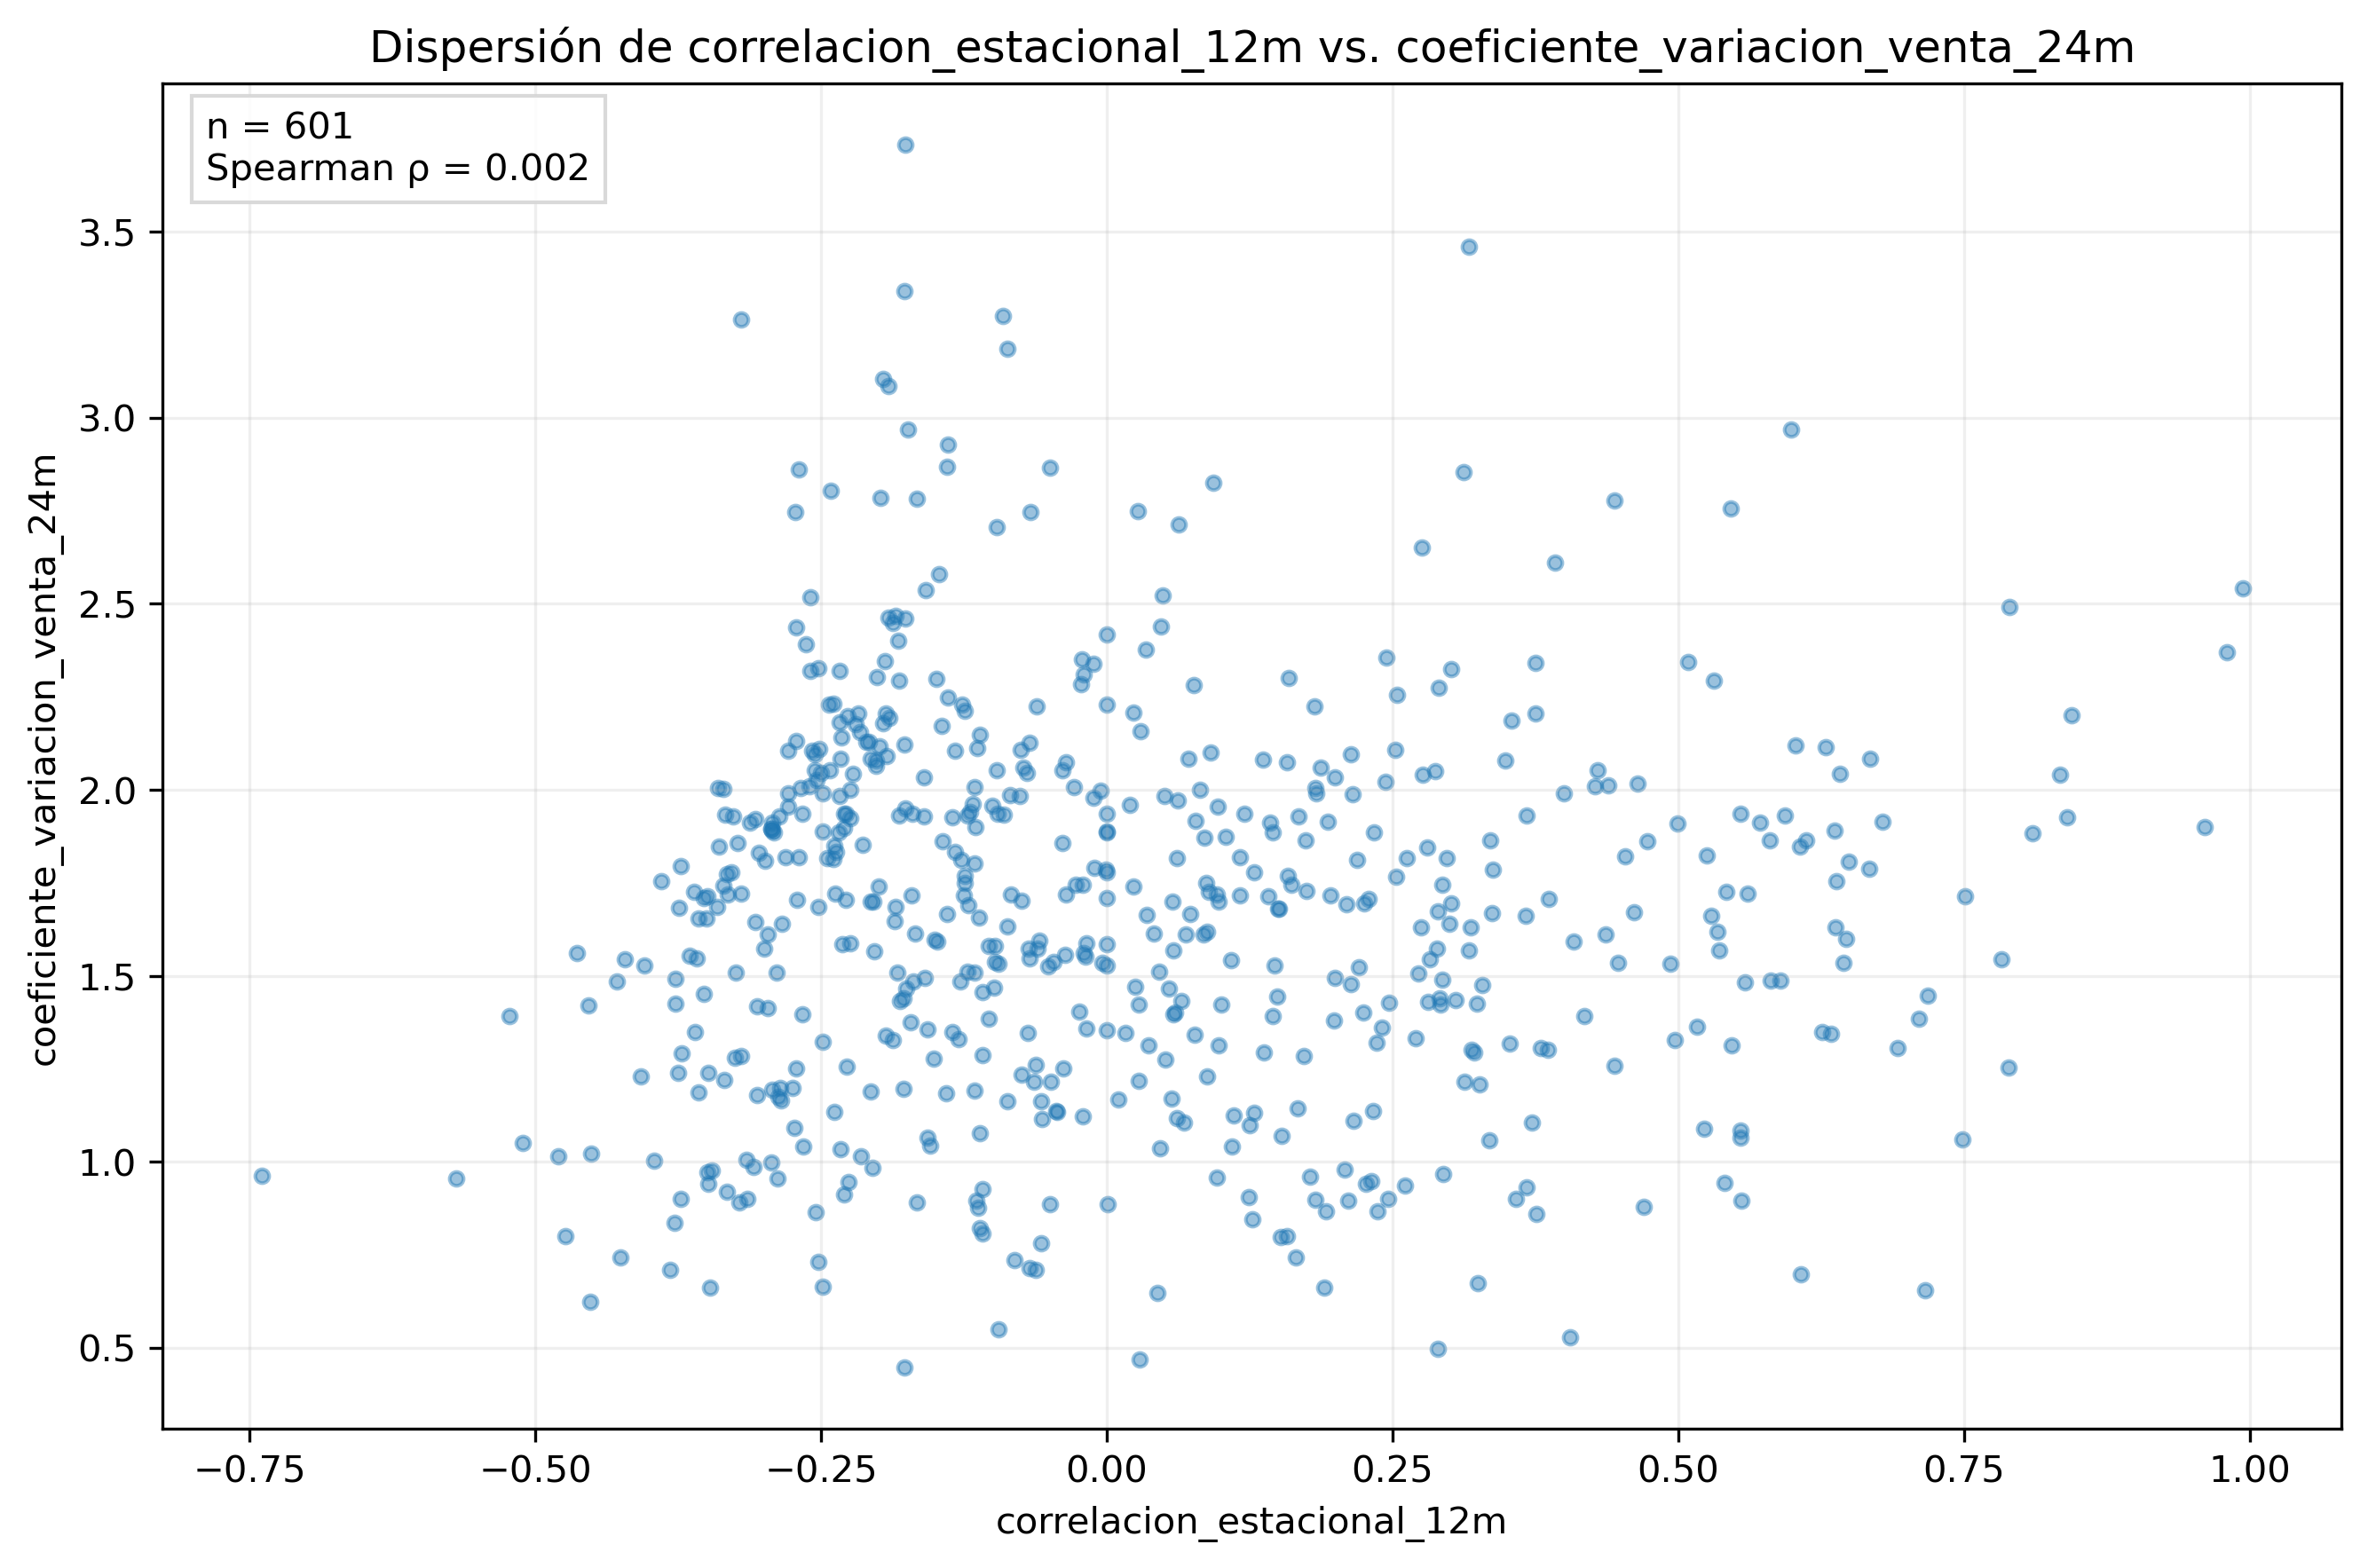 Dispersión de correlacion_estacional_12m vs. coeficiente_variacion_venta_24m
n = 601
Spearman ρ = 0.002
coeficiente_variacion_venta_24m
3.5
3.0
2.5
2.0
1.5
1.0
0.5
−0.75 −0.50 −0.25 0.00 0.25 0.50 0.75 1.00
correlacion_estacional_12m